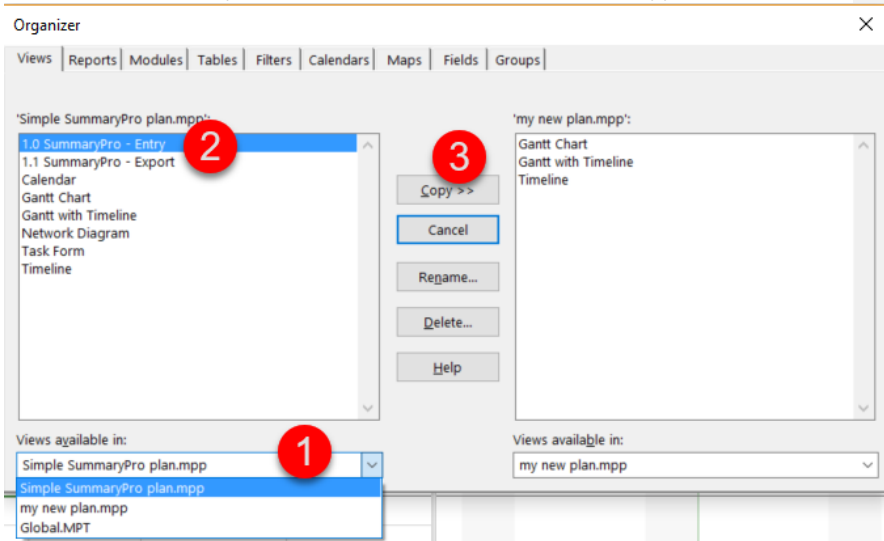 Organizer
Views Reports Modules Tables Filters Calendars Maps Fields Groups
'Simple SummaryPro plan.mpp':
1.0 SummaryPro - Entry
1.1 SummaryPro - Export
Calendar
Gantt Chart
Gantt with Timeline
Network Diagram
Task Form
Timeline
2
3
Copy >>
Cancel
Rename...
Delete...
Help
'my new plan.mpp':
Gantt Chart
Gantt with Timeline
Timeline
Views available in:
1
Simple SummaryPro plan.mpp
Simple SummaryPro plan.mpp
my new plan.mpp
Global.MPT
Views available in:
my new plan.mpp